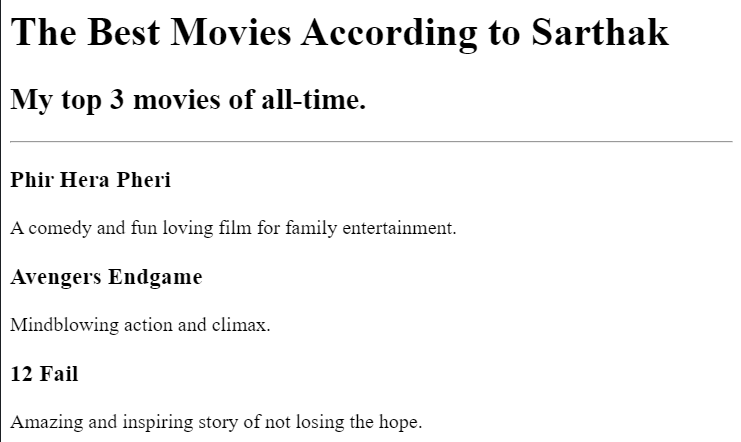 The Best Movies According to Sarthak
My top 3 movies of all-time.
Phir Hera Pheri
A comedy and fun loving film for family entertainment.
Avengers Endgame
Mindblowing action and climax.
12 Fail
Amazing and inspiring story of not losing the hope.